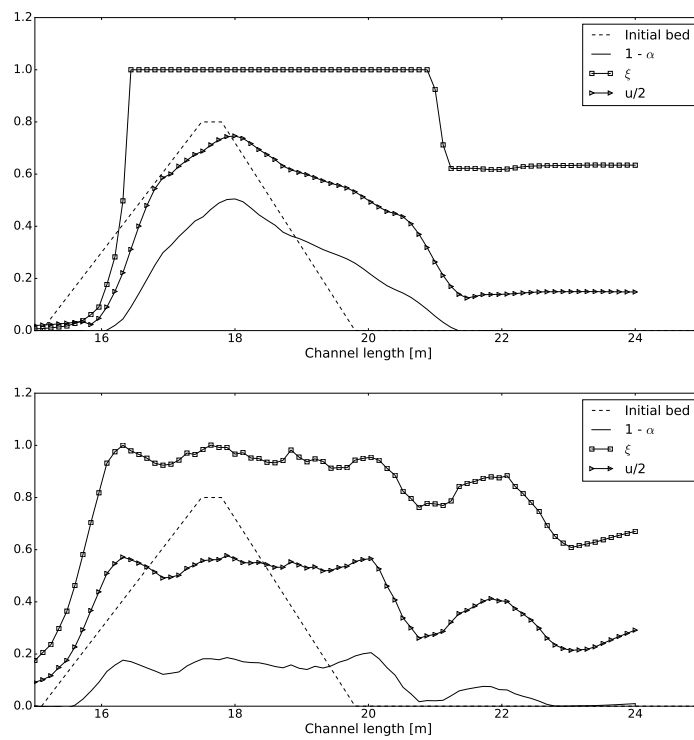 1.2
1.0
0.8
0.6
0.4
0.2
0.0
16
18
20
22
24
Channel length [m]
Initial bed
1 - α
ξ
u/2
1.2
1.0
0.8
0.6
0.4
0.2
0.0
16
18
20
22
24
Channel length [m]
Initial bed
1 - α
ξ
u/2